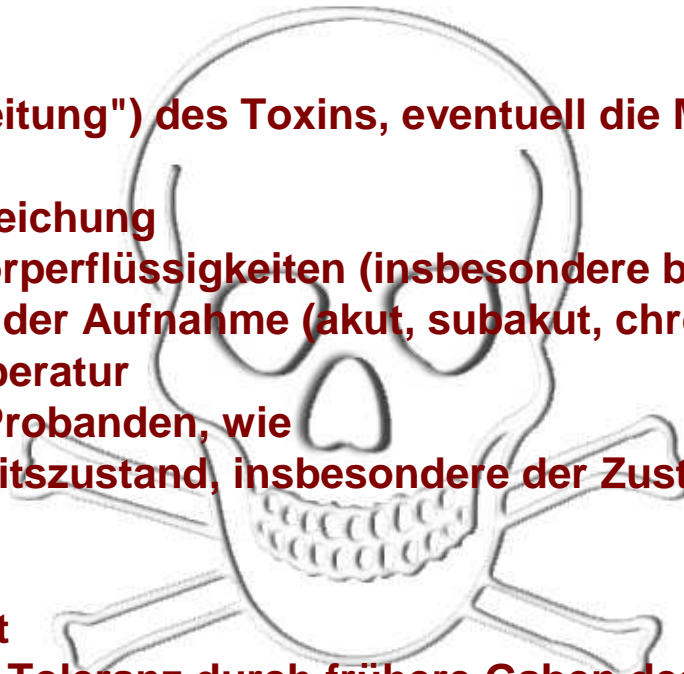 eitung") des Toxins, eventuell die M
eichung
örperflüssigkeiten (insbesondere b
der Aufnahme (akut, subakut, chr
peratur
Probanden, wie
itszustand, insbesondere der Zust
t
Toleranz durch frühere Gaben des